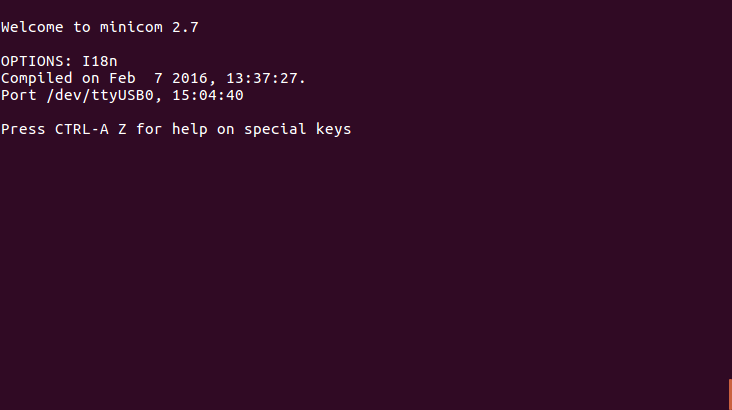 Welcome to minicom 2.7
OPTIONS: I18n
Compiled on Feb  7 2016, 13:37:27.
Port /dev/ttyUSB0, 15:04:40
Press CTRL-A Z for help on special keys